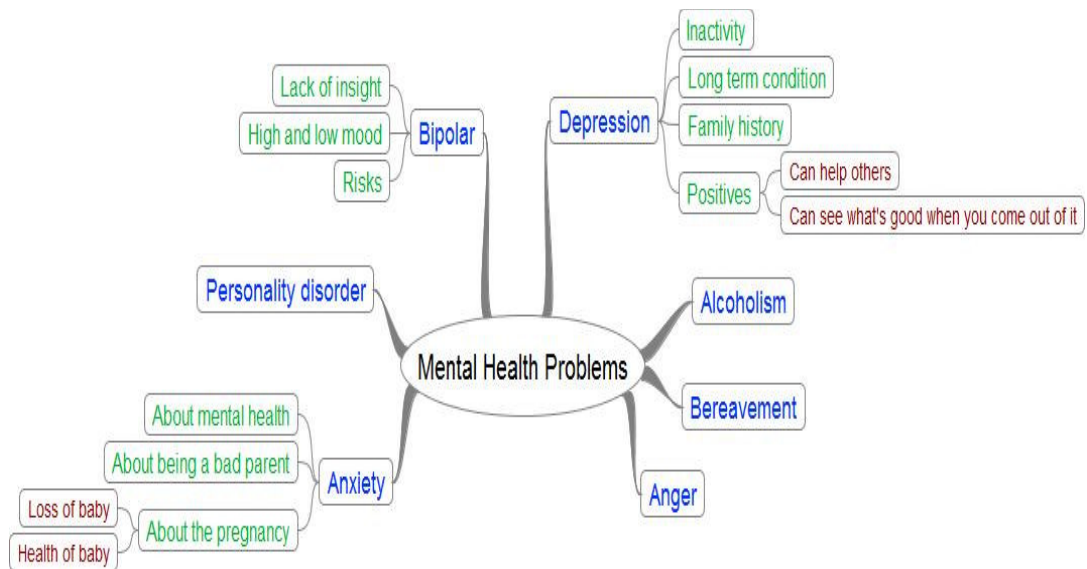 Mental Health Problems
Bipolar
Lack of insight
High and low mood
Risks
Personality disorder
Anxiety
About mental health
About being a bad parent
About the pregnancy
Loss of baby
Health of baby
Depression
Inactivity
Long term condition
Family history
Positives
Can help others
Can see what's good when you come out of it
Alcoholism
Bereavement
Anger